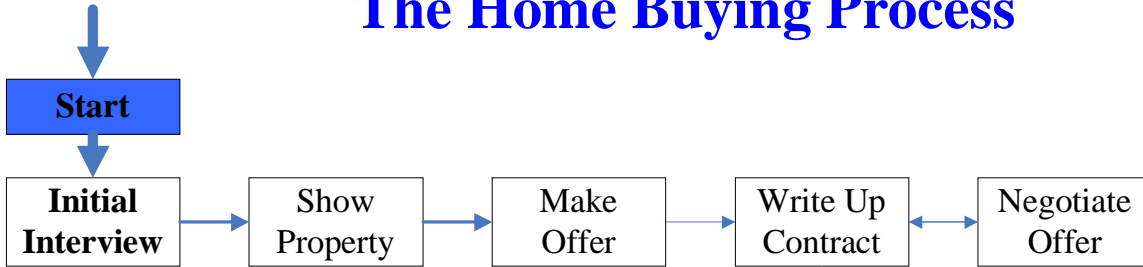 The Home Buying Process
Start
Initial
Interview
Show
Property
Make
Offer
Write Up
Contract
Negotiate
Offer